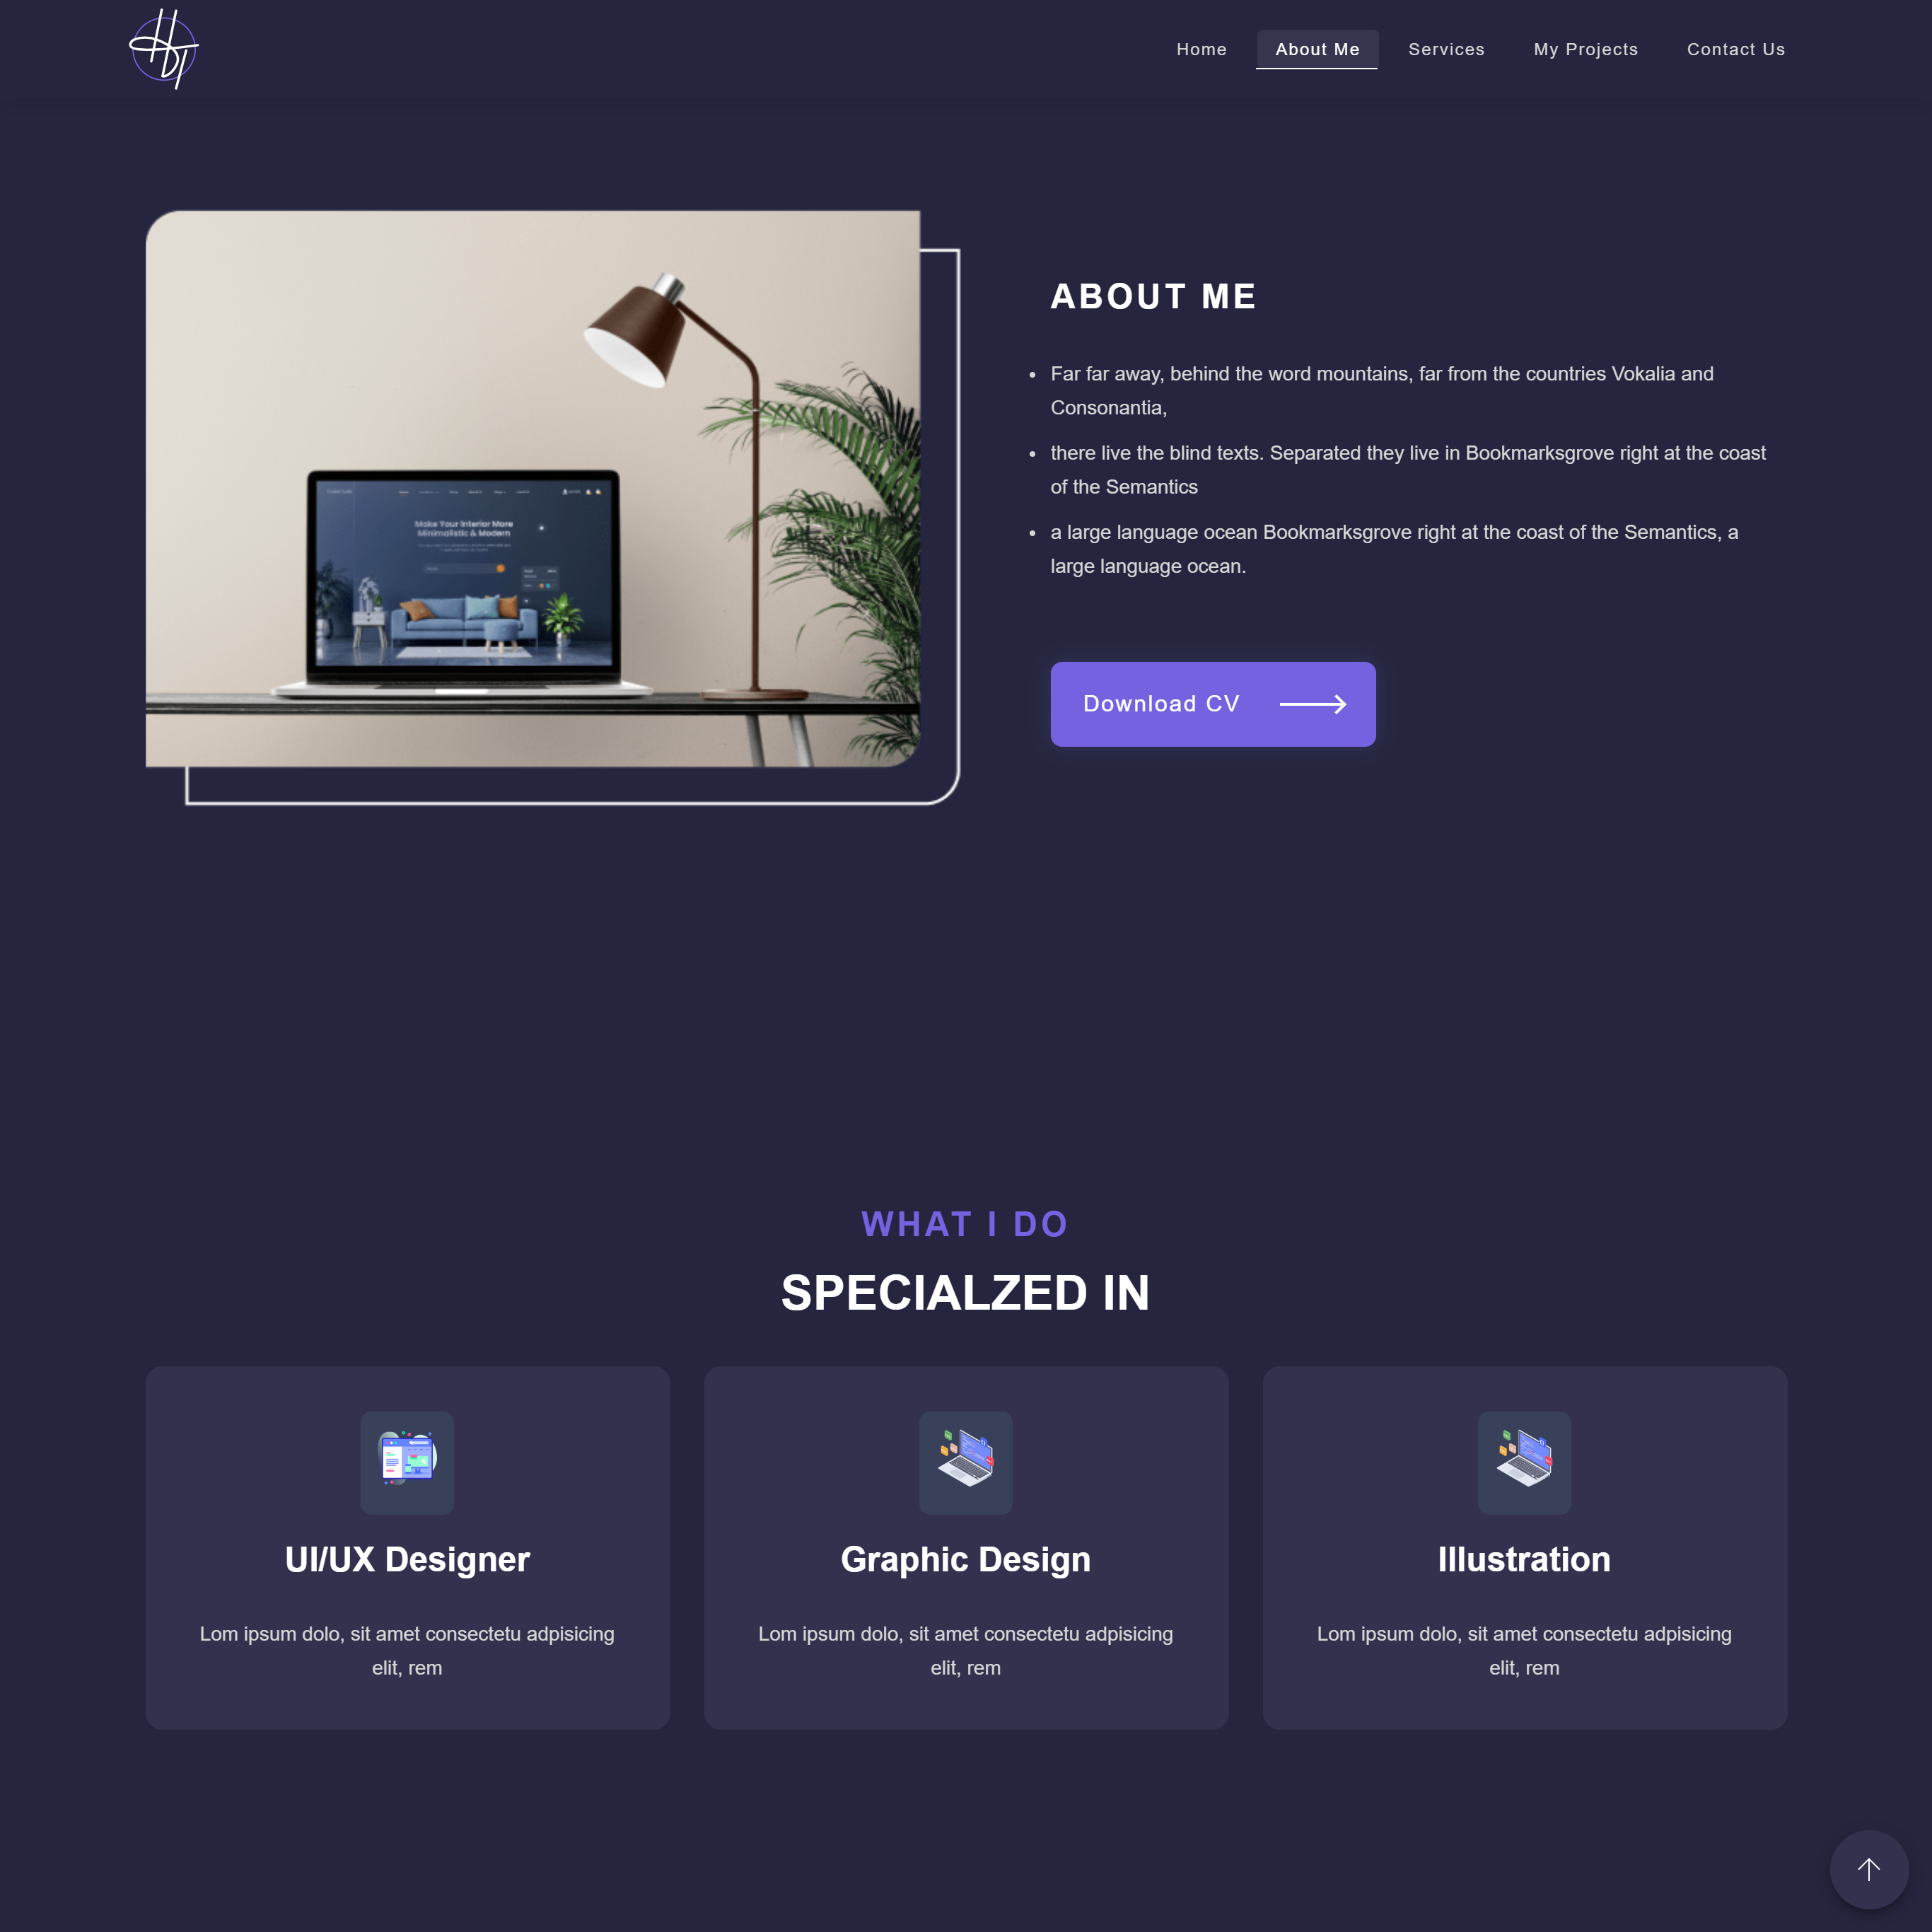 Home
About Me
Services
My Projects
Contact Us
Make Your Interior More
Minimalistic & Modern
ABOUT ME
Far far away, behind the word mountains, far from the countries Vokalia and
Consonantia,
there live the blind texts. Separated they live in Bookmarksgrove right at the coast
of the Semantics
a large language ocean Bookmarksgrove right at the coast of the Semantics, a
large language ocean.
Download CV
WHAT I DO
SPECIALZED IN
UI/UX Designer
Lom ipsum dolo, sit amet consectetu adpisicing
elit, rem
Graphic Design
Lom ipsum dolo, sit amet consectetu adpisicing
elit, rem
Illustration
Lom ipsum dolo, sit amet consectetu adpisicing
elit, rem